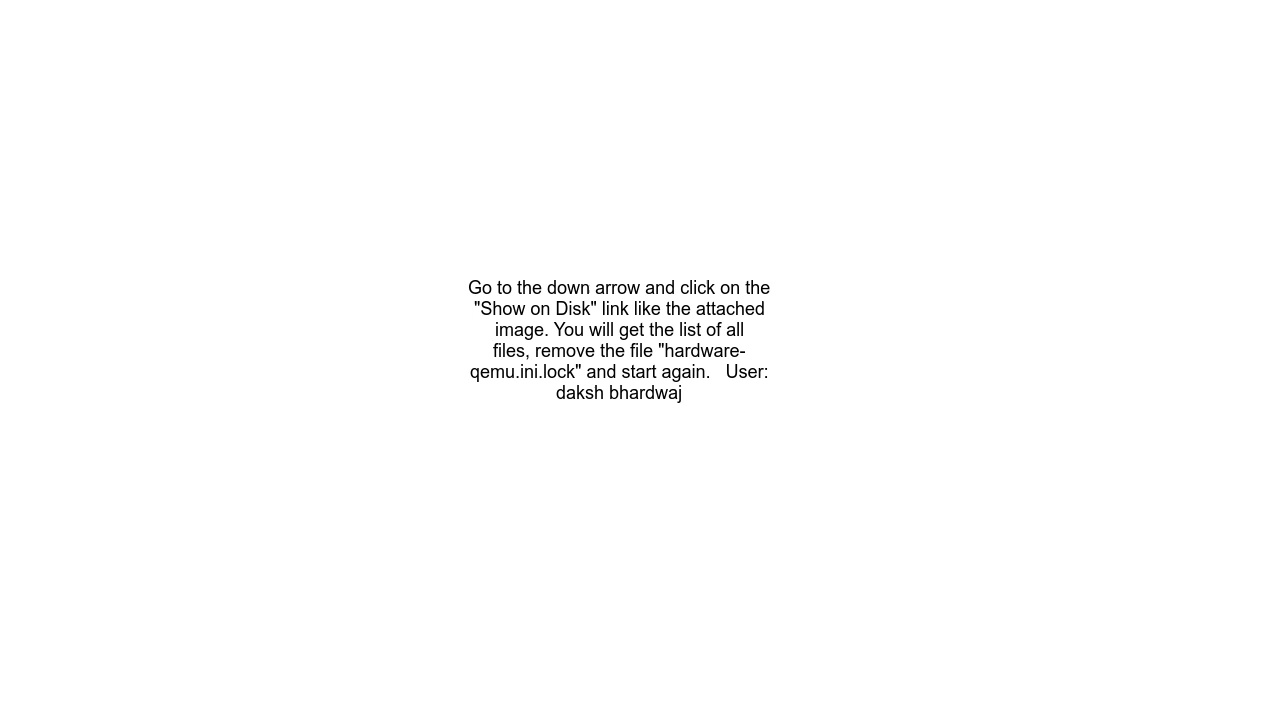 Go to the down arrow and click on the
"Show on Disk" link like the attached
image. You will get the list of all
files, remove the file "hardware-
qemu.ini.lock" and start again.   User:
daksh bhardwaj